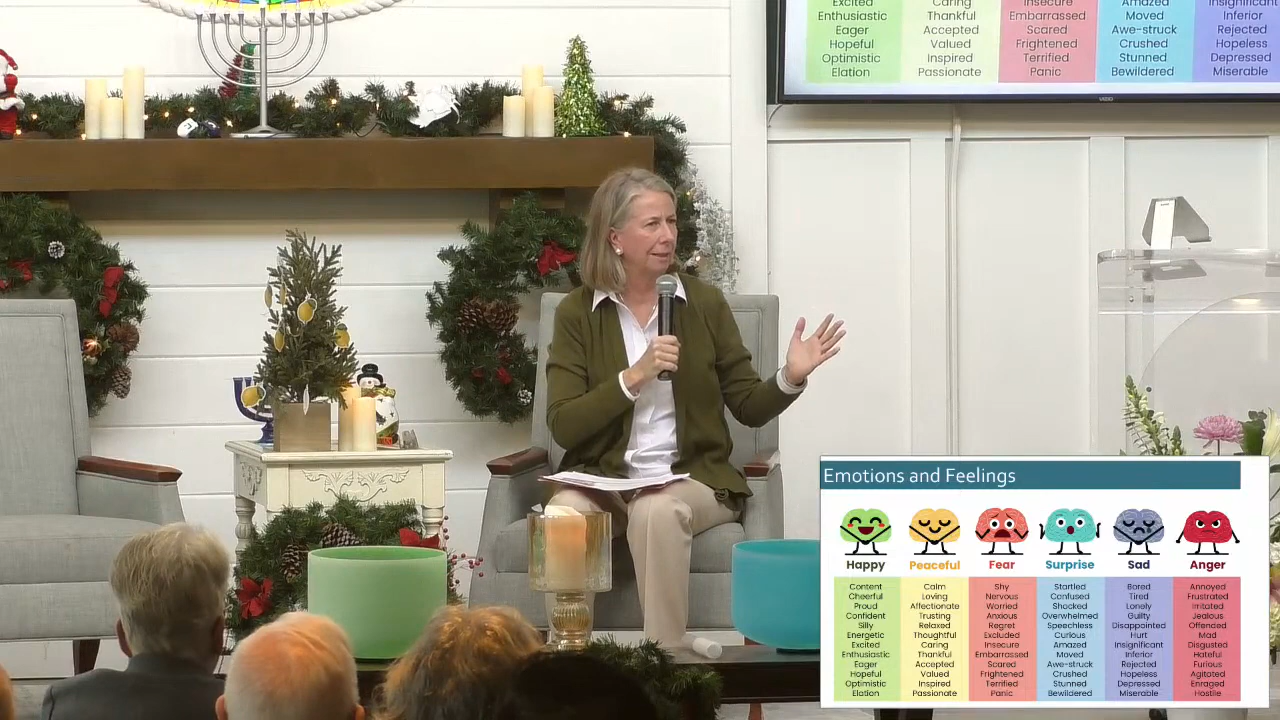 Excited Caring Insecure Amazed Insignificant
Enthusiastic Thankful Embarrassed Moved Inferior
Eager Accepted Scared Awe-struck Rejected
Hopeful Valued Frightened Crushed Hopeless
Optimistic Inspired Terrified Stunned Depressed
Elation Passionate Panic Bewildered Miserable
VIZIO
Emotions and Feelings
Happy Peaceful Fear Surprise Sad Anger
Content Calm Shy Startled Bored Annoyed
Cheerful Loving Nervous Confused Tired Frustrated
Proud Affectionate Worried Shocked Lonely Irritated
Confident Trusting Anxious Overwhelmed Guilty Jealous
Silly Relaxed Regret Speechless Disappointed Offended
Energetic Thoughtful Excluded Curious Hurt Mad
Excited Caring Insecure Amazed Insignificant Disgusted
Enthusiastic Thankful Embarrassed Moved Inferior Hateful
Eager Accepted Scared Awe-struck Rejected Furious
Hopeful Valued Frightened Crushed Hopeless Agitated
Optimistic Inspired Terrified Stunned Depressed Enraged
Elation Passionate Panic Bewildered Miserable Hostile